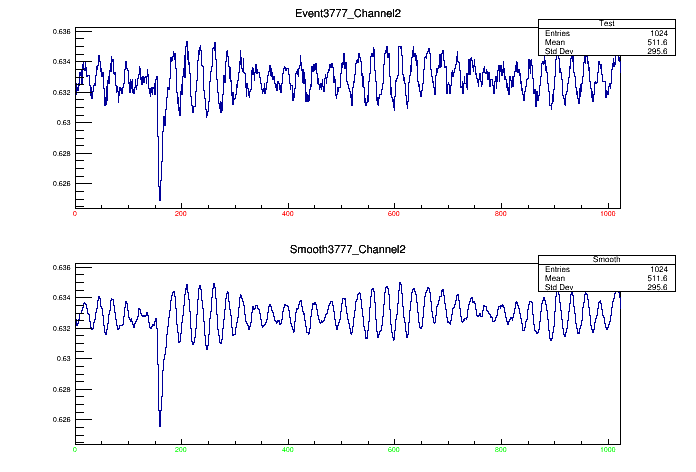 Event3777_Channel2
Test
Entries 1024
Mean 511.6
Std Dev 295.6
0.636
0.634
0.632
0.63
0.628
0.626
0 200 400 600 800 1000
Smooth3777_Channel2
Smooth
Entries 1024
Mean 511.6
Std Dev 295.6
0.636
0.634
0.632
0.63
0.628
0.626
0 200 400 600 800 1000